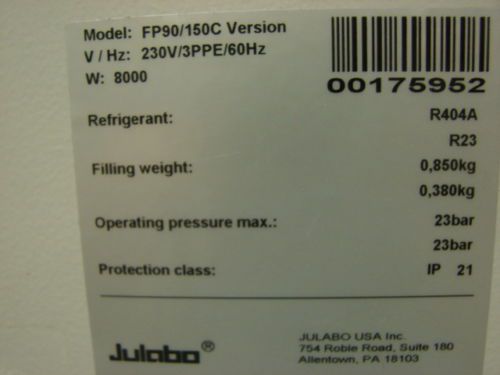 Model: FP90/150C Version
V / Hz: 230V/3PPE/60Hz
W: 8000
00175952
Refrigerant: R404A
R23
Filling weight: 0,850kg
0,380kg
Operating pressure max.: 23bar
23bar
Protection class: IP 21
Julabo®
JULABO USA Inc.
754 Roble Road, Suite 180
Allentown, PA 18103